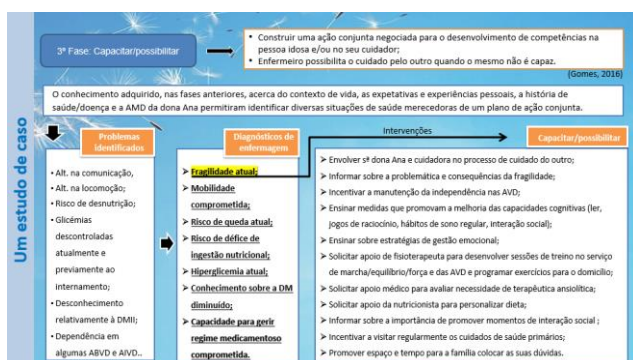 3ª Fase: Capacitar/possibilitar
• Construir uma ação conjunta negociada para o desenvolvimento de competências na
pessoa idosa e/ou no seu cuidador;
• Enfermeiro possibilita o cuidado pelo outro quando o mesmo não é capaz.
(Gomes, 2016)
O conhecimento adquirido, nas fases anteriores, acerca do contexto de vida, as expetativas e experiências pessoais, a história de
saúde/doença e a AMD da dona Ana permitiram identificar diversas situações de saúde merecedoras de um plano de ação conjunta.
Um estudo de caso
Problemas
identificados
• Alt. na comunicação,
• Alt. na locomoção;
• Risco de desnutrição;
• Glicémias
descontroladas
atualmente e
previamente ao
internamento;
• Desconhecimento
relativamente à DMII;
• Dependência em
algumas ABVD e AIVD..
Diagnósticos de
enfermagem
➢ Fragilidade atual;
➢ Mobilidade
comprometida;
➢ Risco de queda atual;
➢ Risco de défice de
ingestão nutricional;
➢ Hiperglicemia atual;
➢ Conhecimento sobre a DM
diminuído;
➢ Capacidade para gerir
regime medicamentoso
comprometida.
Intervenções
Capacitar/possibilitar
➢ Envolver sª dona Ana e cuidadora no processo de cuidado do outro;
➢ Informar sobre a problemática e consequências da fragilidade;
➢ Incentivar a manutenção da independência nas AVD;
➢ Ensinar medidas que promovam a melhoria das capacidades cognitivas (ler,
jogos de raciocínio, hábitos de sono regular, interação social);
➢ Ensinar sobre estratégias de gestão emocional;
➢ Solicitar apoio de fisioterapeuta para desenvolver sessões de treino no serviço
de marcha/equilíbrio/força e das AVD e programar exercícios para o domicílio;
➢ Solicitar apoio médico para avaliar necessidade de terapêutica ansiolítica;
➢ Solicitar apoio da nutricionista para personalizar dieta;
➢ Informar sobre a importância de promover momentos de interação social ;
➢ Incentivar a visitar regularmente os cuidados de saúde primários;
➢ Promover espaço e tempo para a família colocar as suas dúvidas.